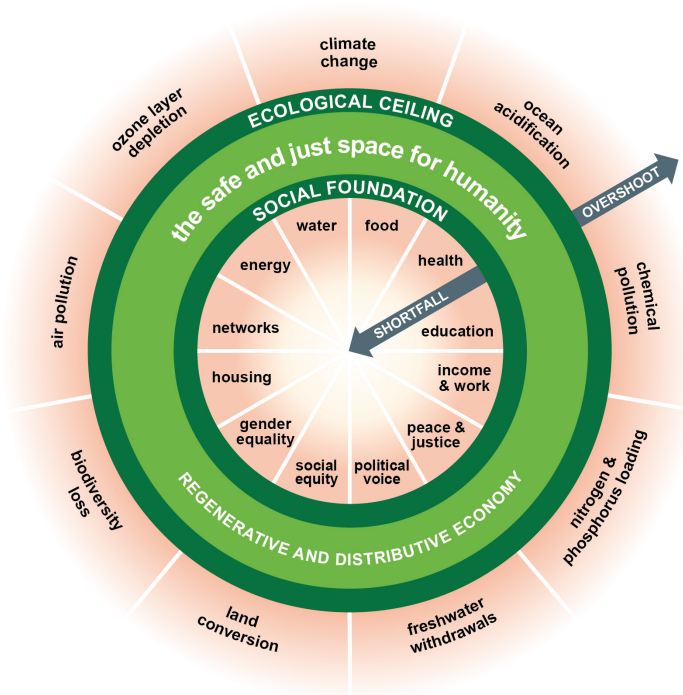 climate
change
ocean
acidification
chemical
pollution
nitrogen &
phosphorus loading
freshwater
withdrawals
land
conversion
biodiversity
loss
air pollution
ozone layer
depletion
ECOLOGICAL CEILING
the safe and just space for humanity
SOCIAL FOUNDATION
OVERSHOOT
SHORTFALL
water
food
health
education
income
& work
peace &
justice
political
voice
social
equity
gender
equality
housing
networks
energy
REGENERATIVE AND DISTRIBUTIVE ECONOMY